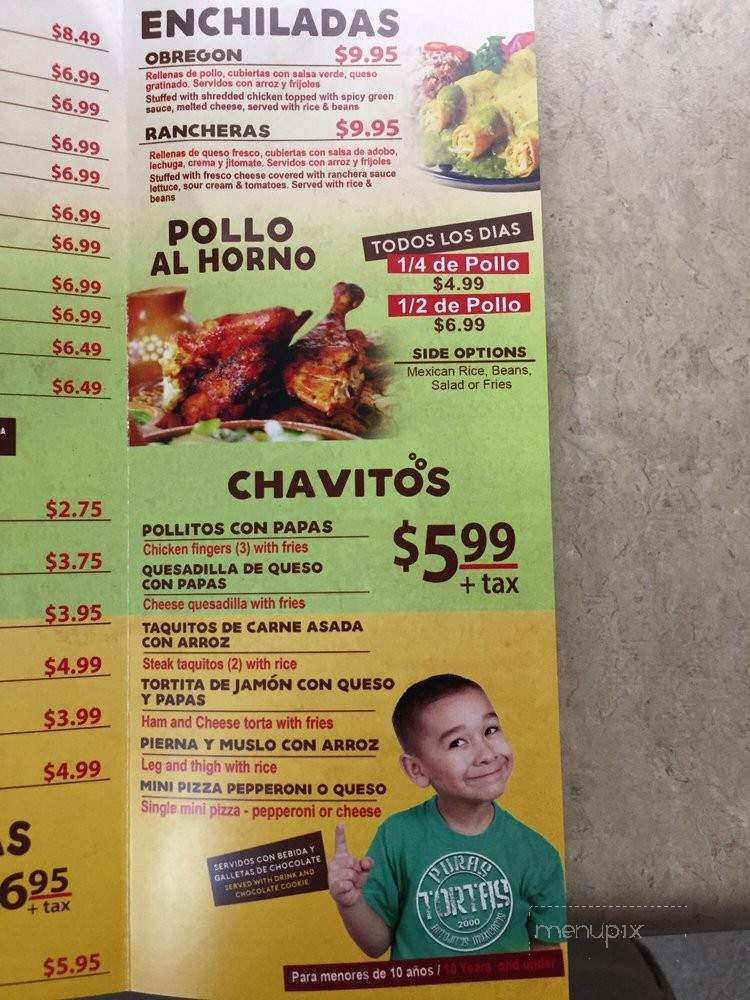 $8.49
$6.99
$6.99
$6.99
$6.99
$6.99
$6.99
$6.99
$6.99
$6.49
$6.49
A
$2.75
$3.75
$3.95
$4.99
$3.99
$4.99
AS
6.95
+ tax
$5.95
ENCHILADAS
OBREGON $9.95
Rellenas de pollo, cubiertas con salsa verde, queso
gratinado. Servidos con arroz y frijoles
Stuffed with shredded chicken topped with spicy green
sauce, melted cheese, served with rice & beans
RANCHERAS $9.95
Rellenas de queso fresco, cubiertas con salsa de adobo,
lechuga, crema y jitomate. Servidos con arroz y frijoles
Stuffed with fresco cheese covered with ranchera sauce
lettuce, sour cream & tomatoes. Served with rice &
beans
POLLO
AL HORNO
TODOS LOS DIAS
1/4 de Pollo
$4.99
1/2 de Pollo
$6.99
SIDE OPTIONS
Mexican Rice, Beans,
Salad or Fries
CHAVITOS
$5.99
+ tax
POLLITOS CON PAPAS
Chicken fingers (3) with fries
QUESADILLA DE QUESO
CON PAPAS
Cheese quesadilla with fries
TAQUITOS DE CARNE ASADA
CON ARROZ
Steak taquitos (2) with rice
TORTITA DE JAMÓN CON QUESO
Y PAPAS
Ham and Cheese torta with fries
PIERNA Y MUSLO CON ARROZ
Leg and thigh with rice
MINI PIZZA PEPPERONI O QUESO
Single mini pizza - pepperoni or cheese
SERVIDOS CON BEBIDA Y
GALLETAS DE CHOCOLATE
SERVED WITH DRINK AND
CHOCOLATE COOKIE
PURAS
TORTAS
2000
Para menores de 10 años / 10 Years and under
menupix